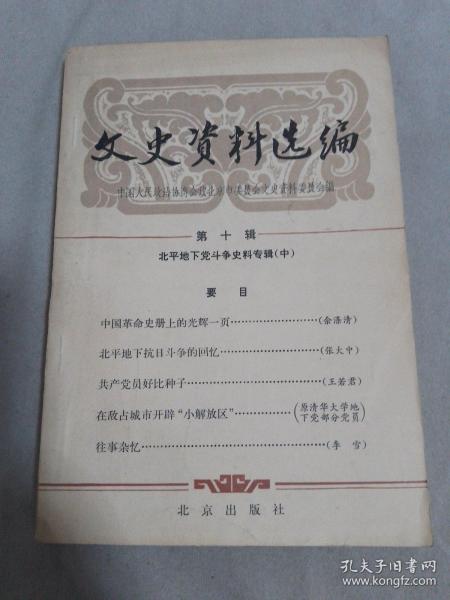 文史资料选编
中国人民政治协商会议北京市委员会文史资料委员会编
第十辑
北平地下党斗争史料专辑(中)
要目
中国革命史册上的光辉一页……………(余涤清)
北平地下抗日斗争的回忆……………(张大中)
共产党员好比种子……………(王若君)
在敌占城市开辟“小解放区”……………(原清华大学地下党部分党员)
往事杂忆……………(李雪)
北京出版社
孔夫子旧书网
www.kongfz.com